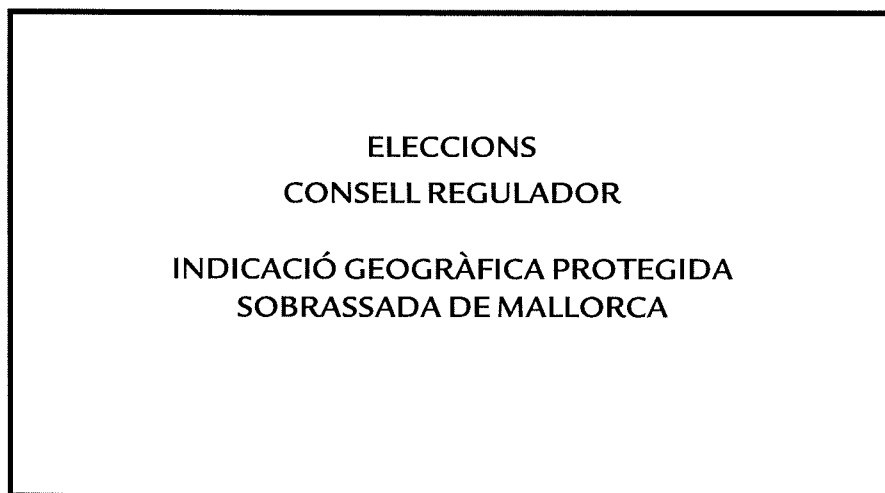 ELECCIONS
CONSELL REGULADOR
INDICACIÓ GEOGRÀFICA PROTEGIDA
SOBRASSADA DE MALLORCA